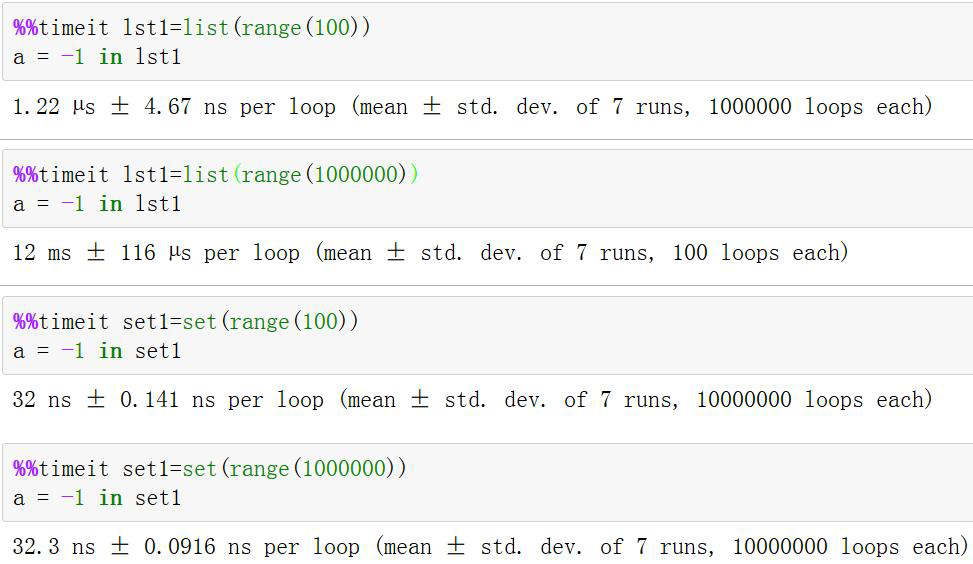 %%timeit lst1=list(range(100))
a = -1 in lst1
1.22 µs ± 4.67 ns per loop (mean ± std. dev. of 7 runs, 1000000 loops each)
%%timeit lst1=list(range(1000000))
a = -1 in lst1
12 ms ± 116 µs per loop (mean ± std. dev. of 7 runs, 100 loops each)
%%timeit set1=set(range(100))
a = -1 in set1
32 ns ± 0.141 ns per loop (mean ± std. dev. of 7 runs, 10000000 loops each)
%%timeit set1=set(range(1000000))
a = -1 in set1
32.3 ns ± 0.0916 ns per loop (mean ± std. dev. of 7 runs, 10000000 loops each)